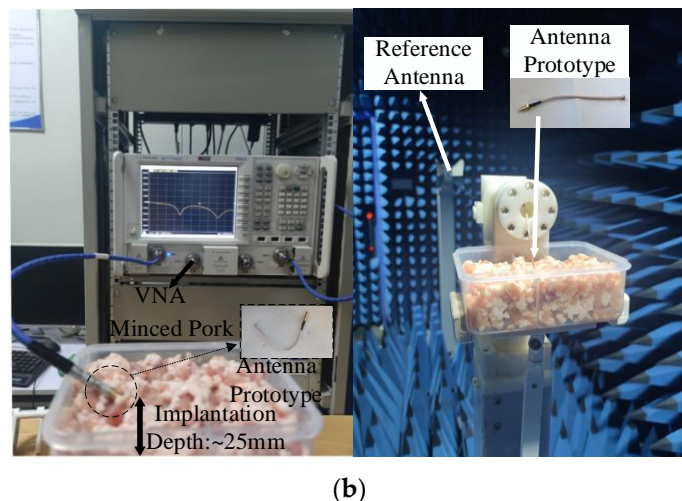 VNA
Minced Pork
Antenna
Prototype
Implantation
Depth:~25mm
Reference
Antenna
Antenna
Prototype
(b)